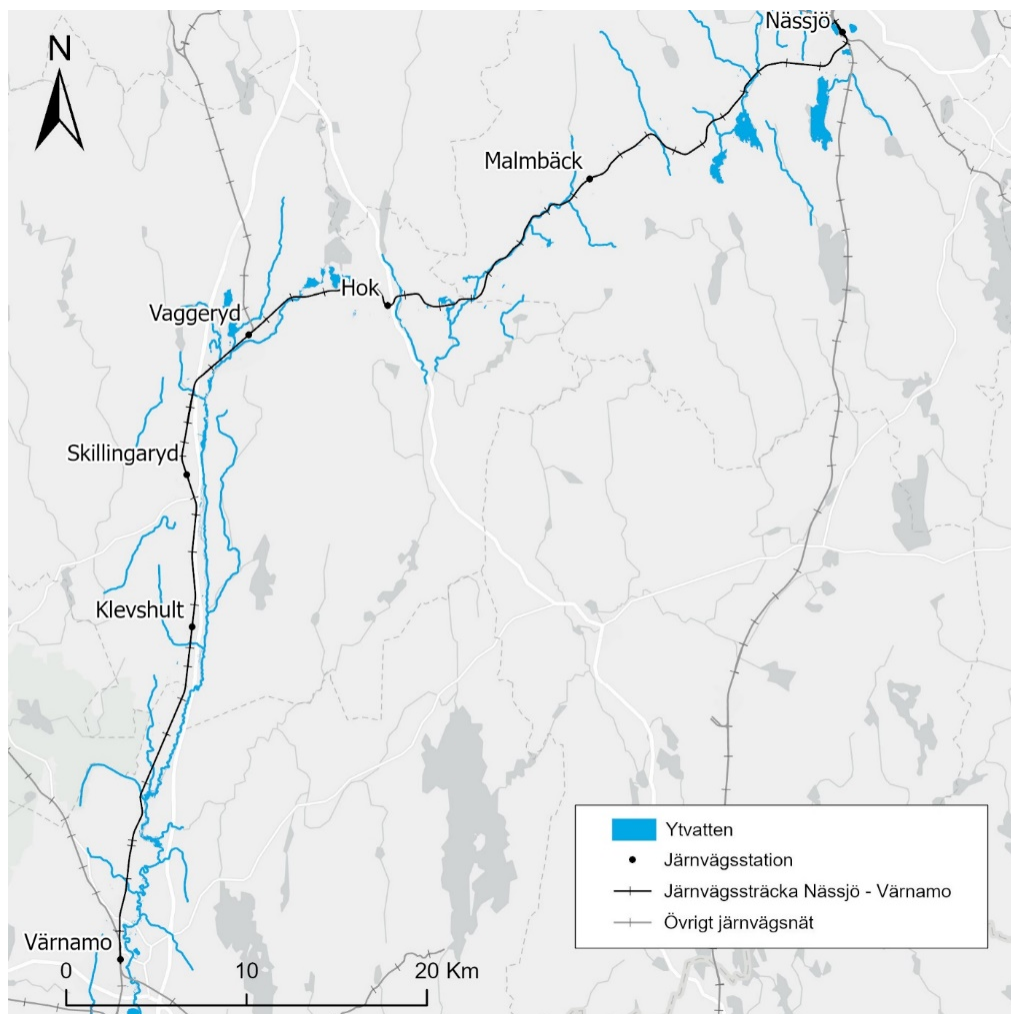 Nässjö
N
Malmbäck
Hok
Vaggeryd
Skillingaryd
Klevshult
Värnamo
0 10 20 Km
Ytvatten
Järnvägsstation
Järnvägssträcka Nässjö - Värnamo
Övrigt järnvägsnät